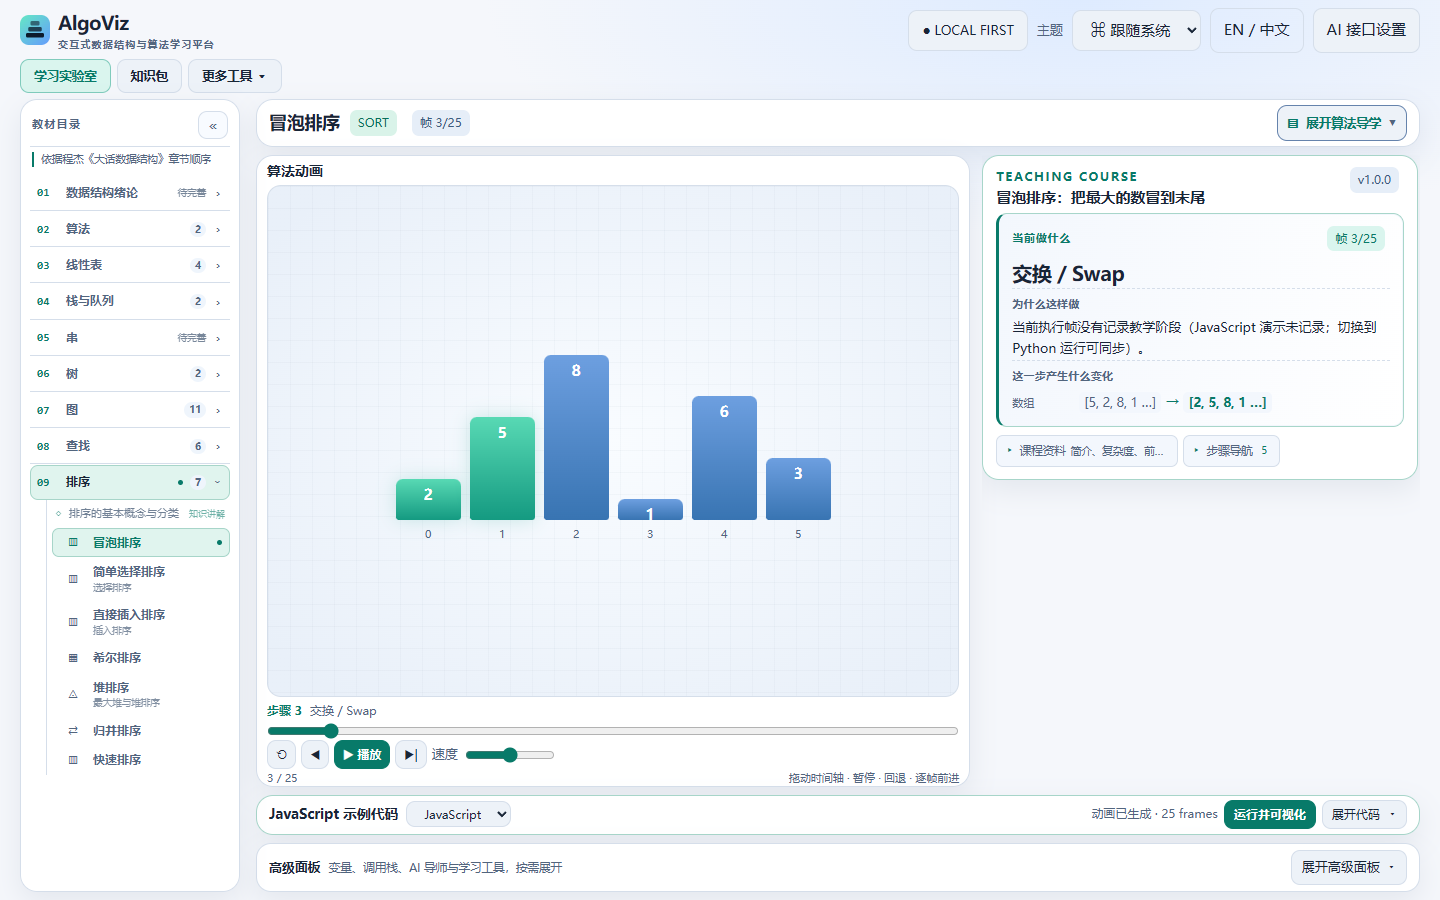 AlgoViz
交互式数据结构与算法学习平台
● LOCAL FIRST
主题
⌘ 跟随系统
EN / 中文
AI 接口设置
学习实验室
知识包
更多工具
教材目录
«
依据程杰《大话数据结构》章节顺序
01 数据结构绪论 待完善 ›
02 算法 2 ›
03 线性表 4 ›
04 栈与队列 2 ›
05 串 待完善 ›
06 树 2 ›
07 图 11 ›
08 查找 6 ›
09 排序 7
排序的基本概念与分类 知识讲解
冒泡排序
简单选择排序
选择排序
直接插入排序
插入排序
希尔排序
堆排序
最大堆与堆排序
归并排序
快速排序
冒泡排序 SORT 帧 3/25
展开算法导学 ▼
算法动画
2
5
8
1
6
3
0
1
2
3
4
5
步骤 3 交换 / Swap
▶ 播放
速度
3 / 25
拖动时间轴 · 暂停 · 回退 · 逐帧前进
TEACHING COURSE
v1.0.0
冒泡排序：把最大的数冒到末尾
当前做什么
帧 3/25
交换 / Swap
为什么这样做
当前执行帧没有记录教学阶段（JavaScript 演示未记录；切换到
Python 运行可同步）。
这一步产生什么变化
数组 [5, 2, 8, 1 …] → [2, 5, 8, 1 …]
课程资料 简介、复杂度、前…
步骤导航 5
JavaScript 示例代码
JavaScript
动画已生成 · 25 frames
运行并可视化
展开代码
高级面板 变量、调用栈、AI 导师与学习工具，按需展开
展开高级面板